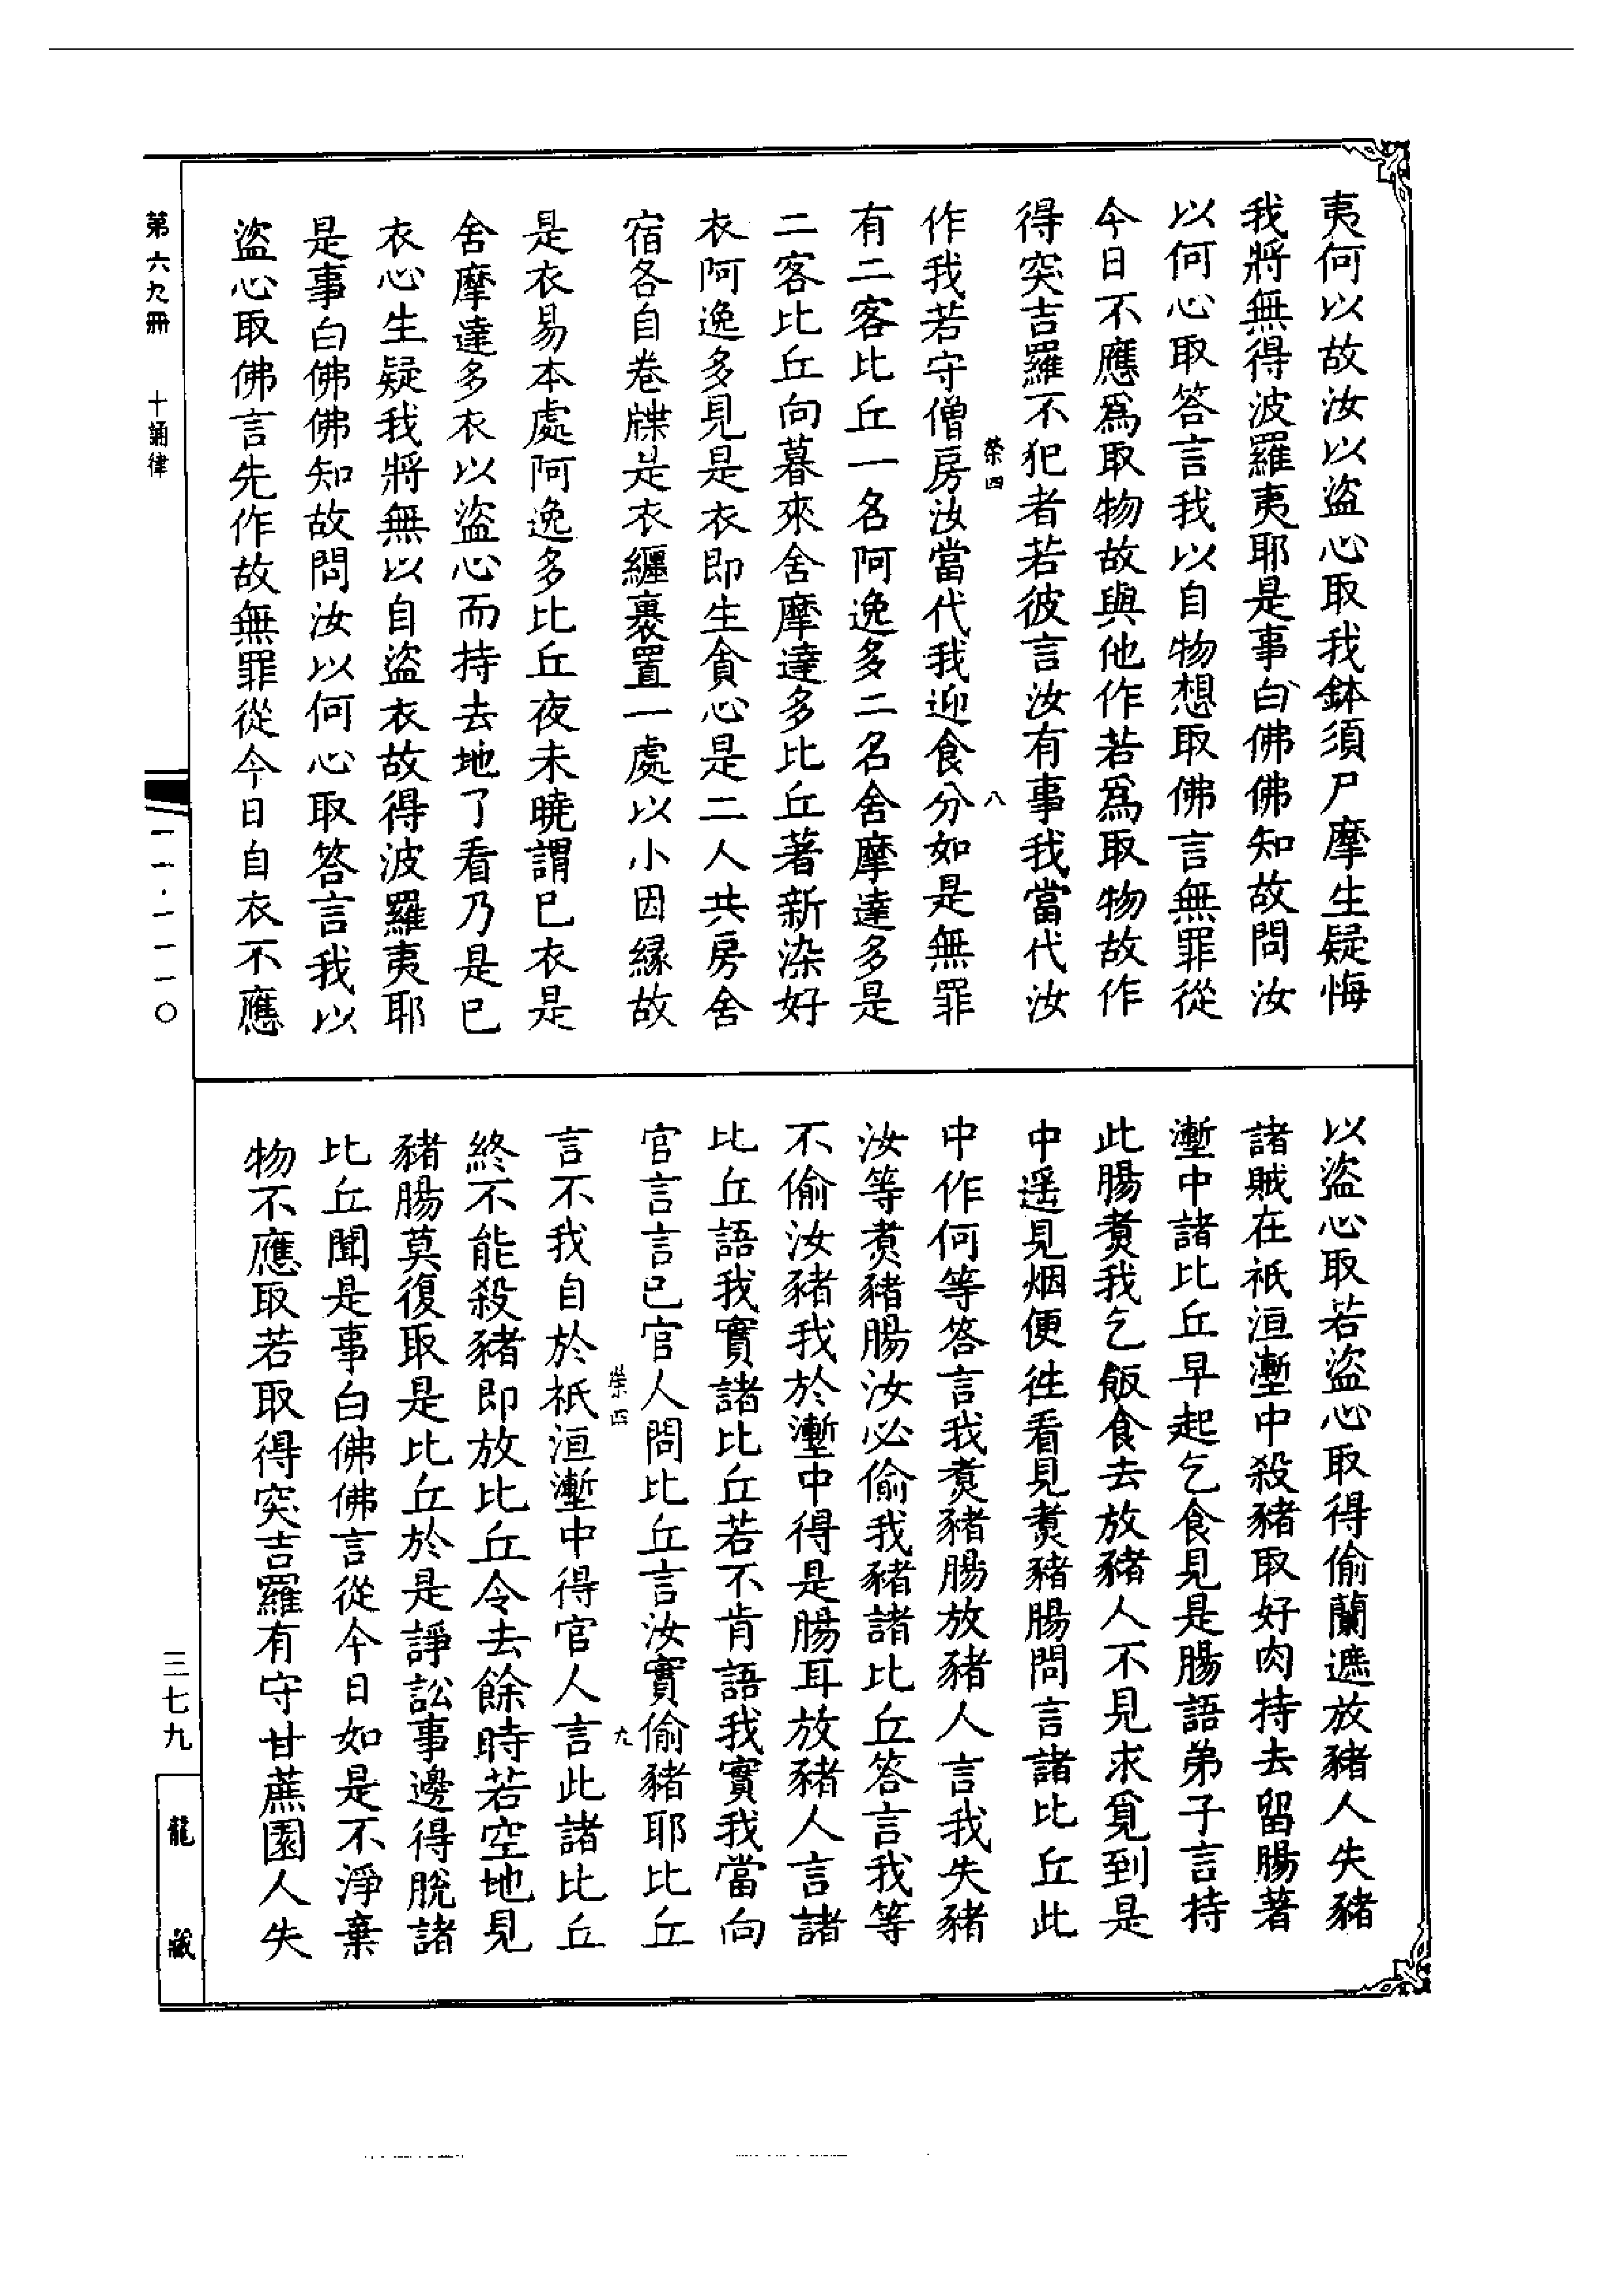 夷何以故汝以盜心取我鉢須尸摩生疑悔
我將無得波羅夷耶是事白佛佛知故問汝
以何心取答言我以自物想取佛言無罪從
今日不應爲取物故與他作若爲取物故作
得突吉羅不犯者若彼言汝有事我當代汝
榮四 八
作我若守僧房汝當代我迎食分如是無罪
有二客比丘一名阿逸多二名舍摩達多是
二客比丘向暮來舍摩達多比丘著新染好
衣阿逸多見是衣即生貪心是二人共房舍
宿各自卷牒是衣纏裹置一處以小因緣故
是衣易本處阿逸多比丘夜未曉謂已衣是
舍摩達多衣以盜心而持去地了看乃是已
衣心生疑我將無以自盜衣故得波羅夷耶
是事白佛佛知故問汝以何心取答言我以
盜心取佛言先作故無罪從今日自衣不應
以盜心取若盜心取得偷蘭遮放豬人失豬
諸賊在祇洹塹中殺豬取好肉持去留腸著
塹中諸比丘早起乞食見是腸語弟子言持
此腸煑我乞飯食去放豬人不見求覓到是
中遥見烟便徃看見煑豬腸問言諸比丘此
中作何等答言我煑豬腸放豬人言我失豬
汝等煑豬腸汝必偷我豬諸比丘答言我等
不偷汝豬我於塹中得是腸耳放豬人言諸
比丘語我實諸比丘若不肯語我實我當向
官言言已官人問比丘言汝實偷豬耶比丘
榮四 九
言不我自於祇洹塹中得官人言此諸比丘
終不能殺豬即放比丘令去餘時若空地見
豬腸莫復取是比丘於是諍訟事邊得脫諸
比丘聞是事白佛佛言從今日如是不淨棄
物不應取若取得突吉羅有守甘蔗園人失
第六九冊 十誦律
一一·一一一〇
三七九
龍藏